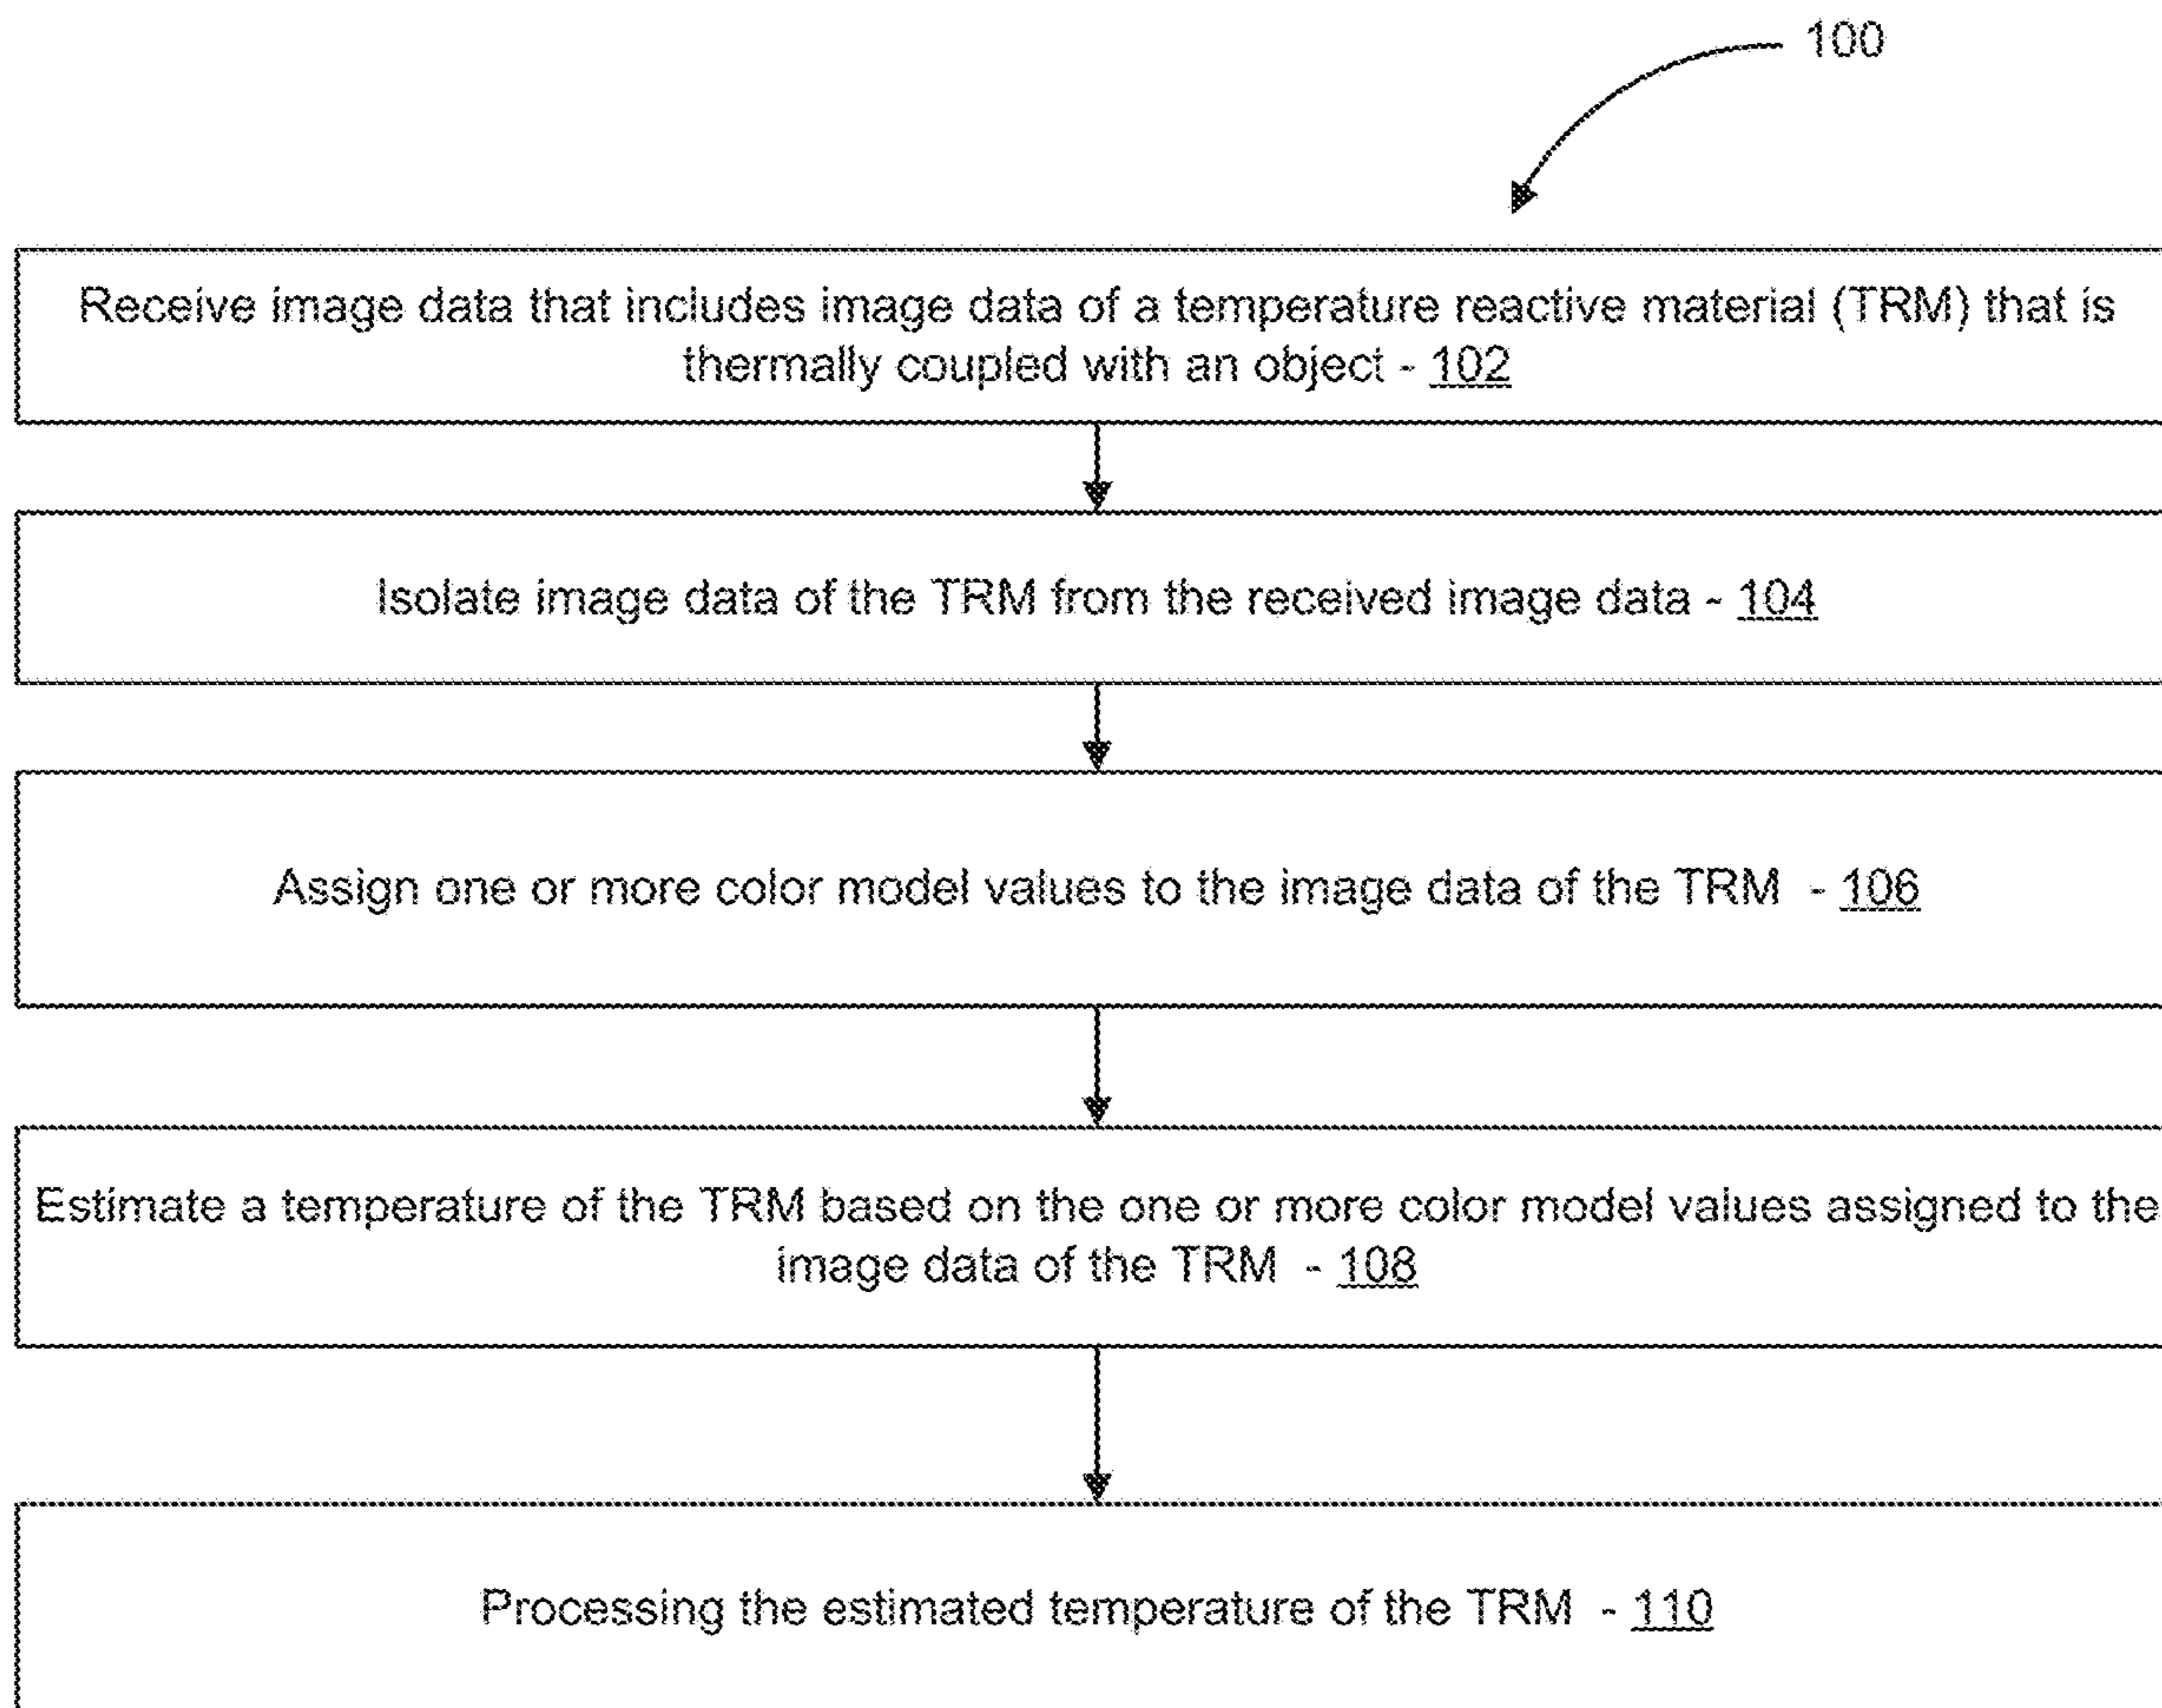 100
Receive image data that includes image data of a temperature reactive material (TRM) that is
thermally coupled with an object - 102
Isolate image data of the TRM from the received image data - 104
Assign one or more color model values to the image data of the TRM - 106
Estimate a temperature of the TRM based on the one or more color model values assigned to the
image data of the TRM - 108
Processing the estimated temperature of the TRM - 110